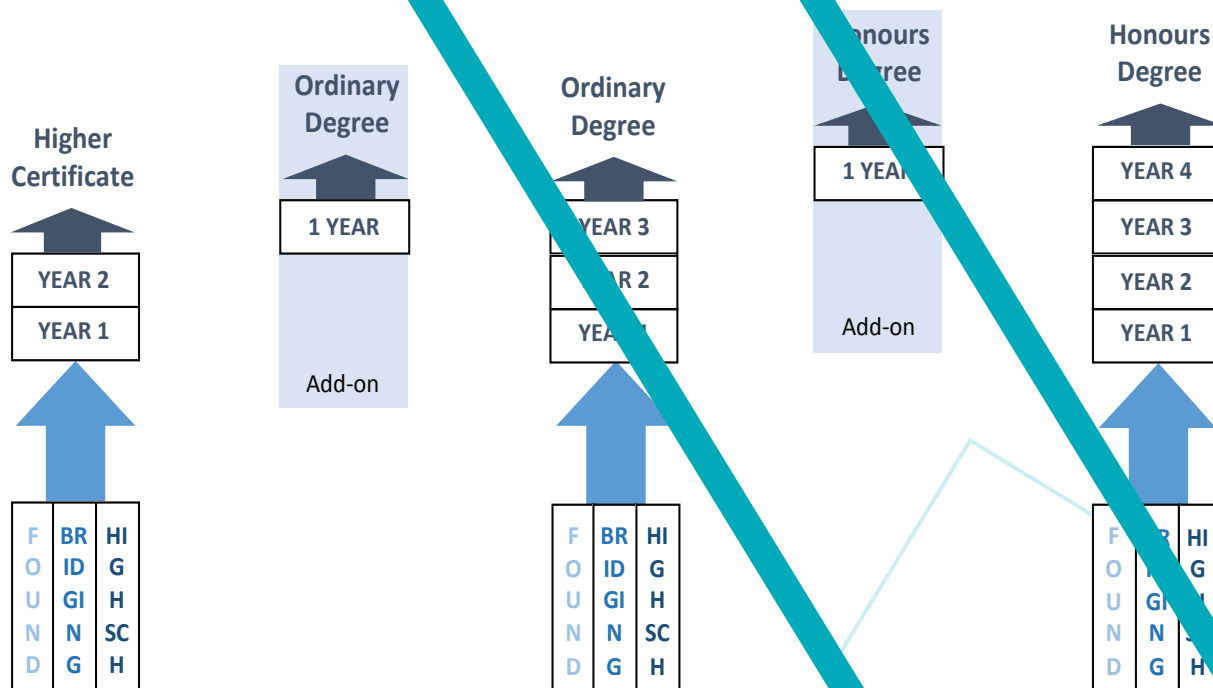 Higher
Certificate
YEAR 2
YEAR 1
F
O
U
N
D
BR
ID
GI
N
G
HI
G
H
SC
H
Ordinary
Degree
1 YEAR
Add-on
Ordinary
Degree
YEAR 3
2
F
O
U
N
D
BR
ID
GI
N
G
HI
G
H
SC
H
1
Add-on
Honours
Degree
YEAR 4
YEAR 3
YEAR 2
YEAR 1
F
O
U
N
D
GI
N
G
HI
G
H